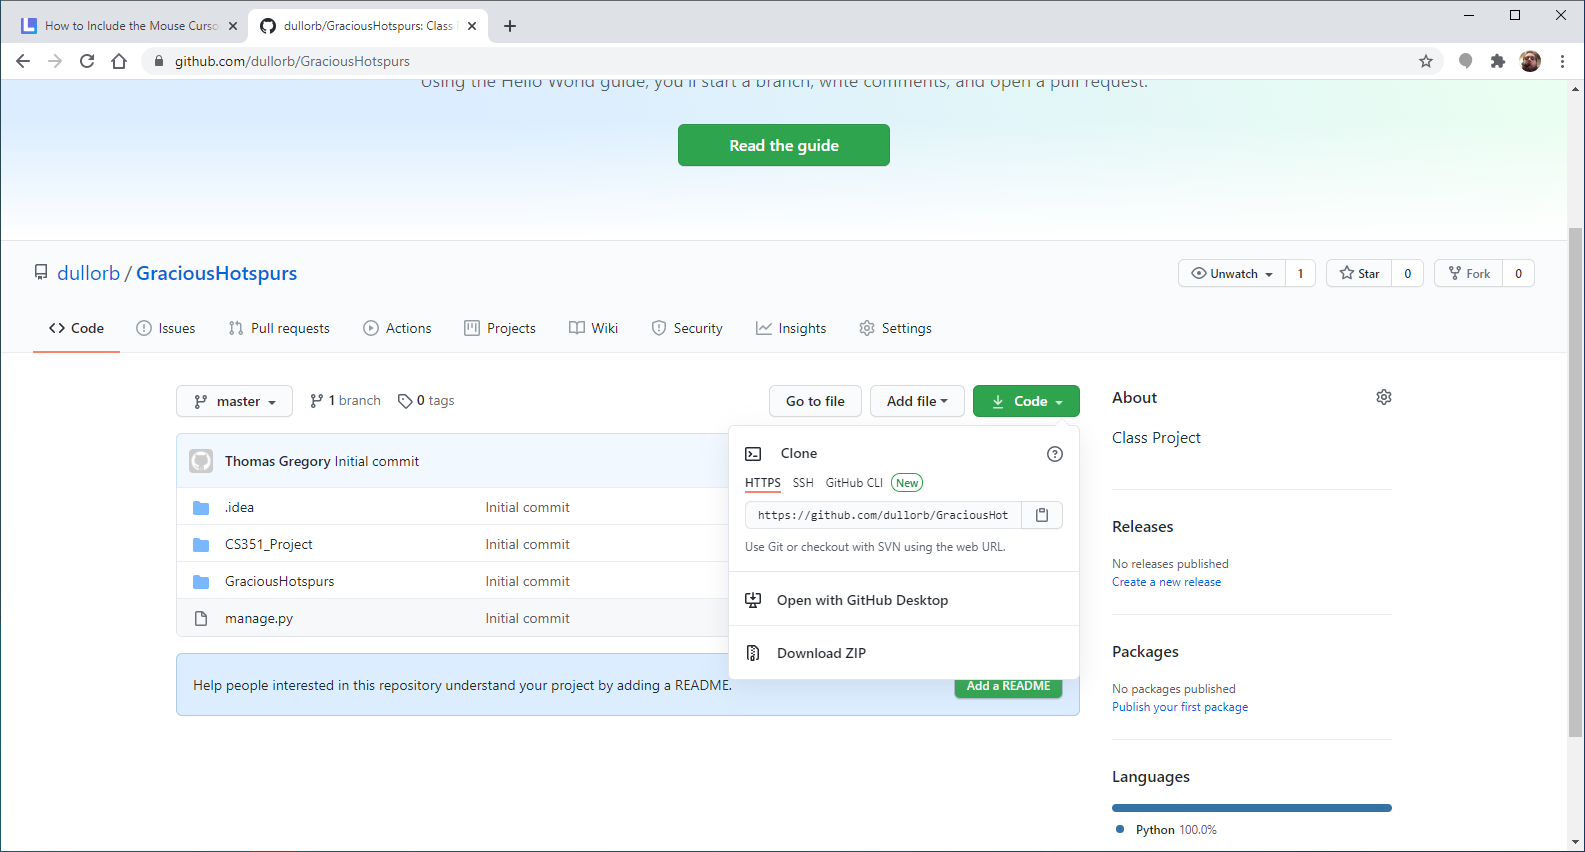 How to Include the Mouse Curso
dullorb/GraciousHotspurs: Class
github.com/dullorb/GraciousHotspurs
Using the Hello World guide, you'll start a branch, write comments, and open a pull request.
Read the guide
dullorb / GraciousHotspurs
Unwatch 1
Star 0
Fork 0
Code
Issues
Pull requests
Actions
Projects
Wiki
Security
Insights
Settings
master
1 branch
0 tags
Go to file
Add file
Code
Thomas Gregory Initial commit
.idea Initial commit
CS351_Project Initial commit
GraciousHotspurs Initial commit
manage.py Initial commit
Help people interested in this repository understand your project by adding a README.
Add a README
Clone
HTTPS SSH GitHub CLI New
https://github.com/dullorb/GraciousHot
Use Git or checkout with SVN using the web URL.
Open with GitHub Desktop
Download ZIP
About
Class Project
Releases
No releases published
Create a new release
Packages
No packages published
Publish your first package
Languages
Python 100.0%